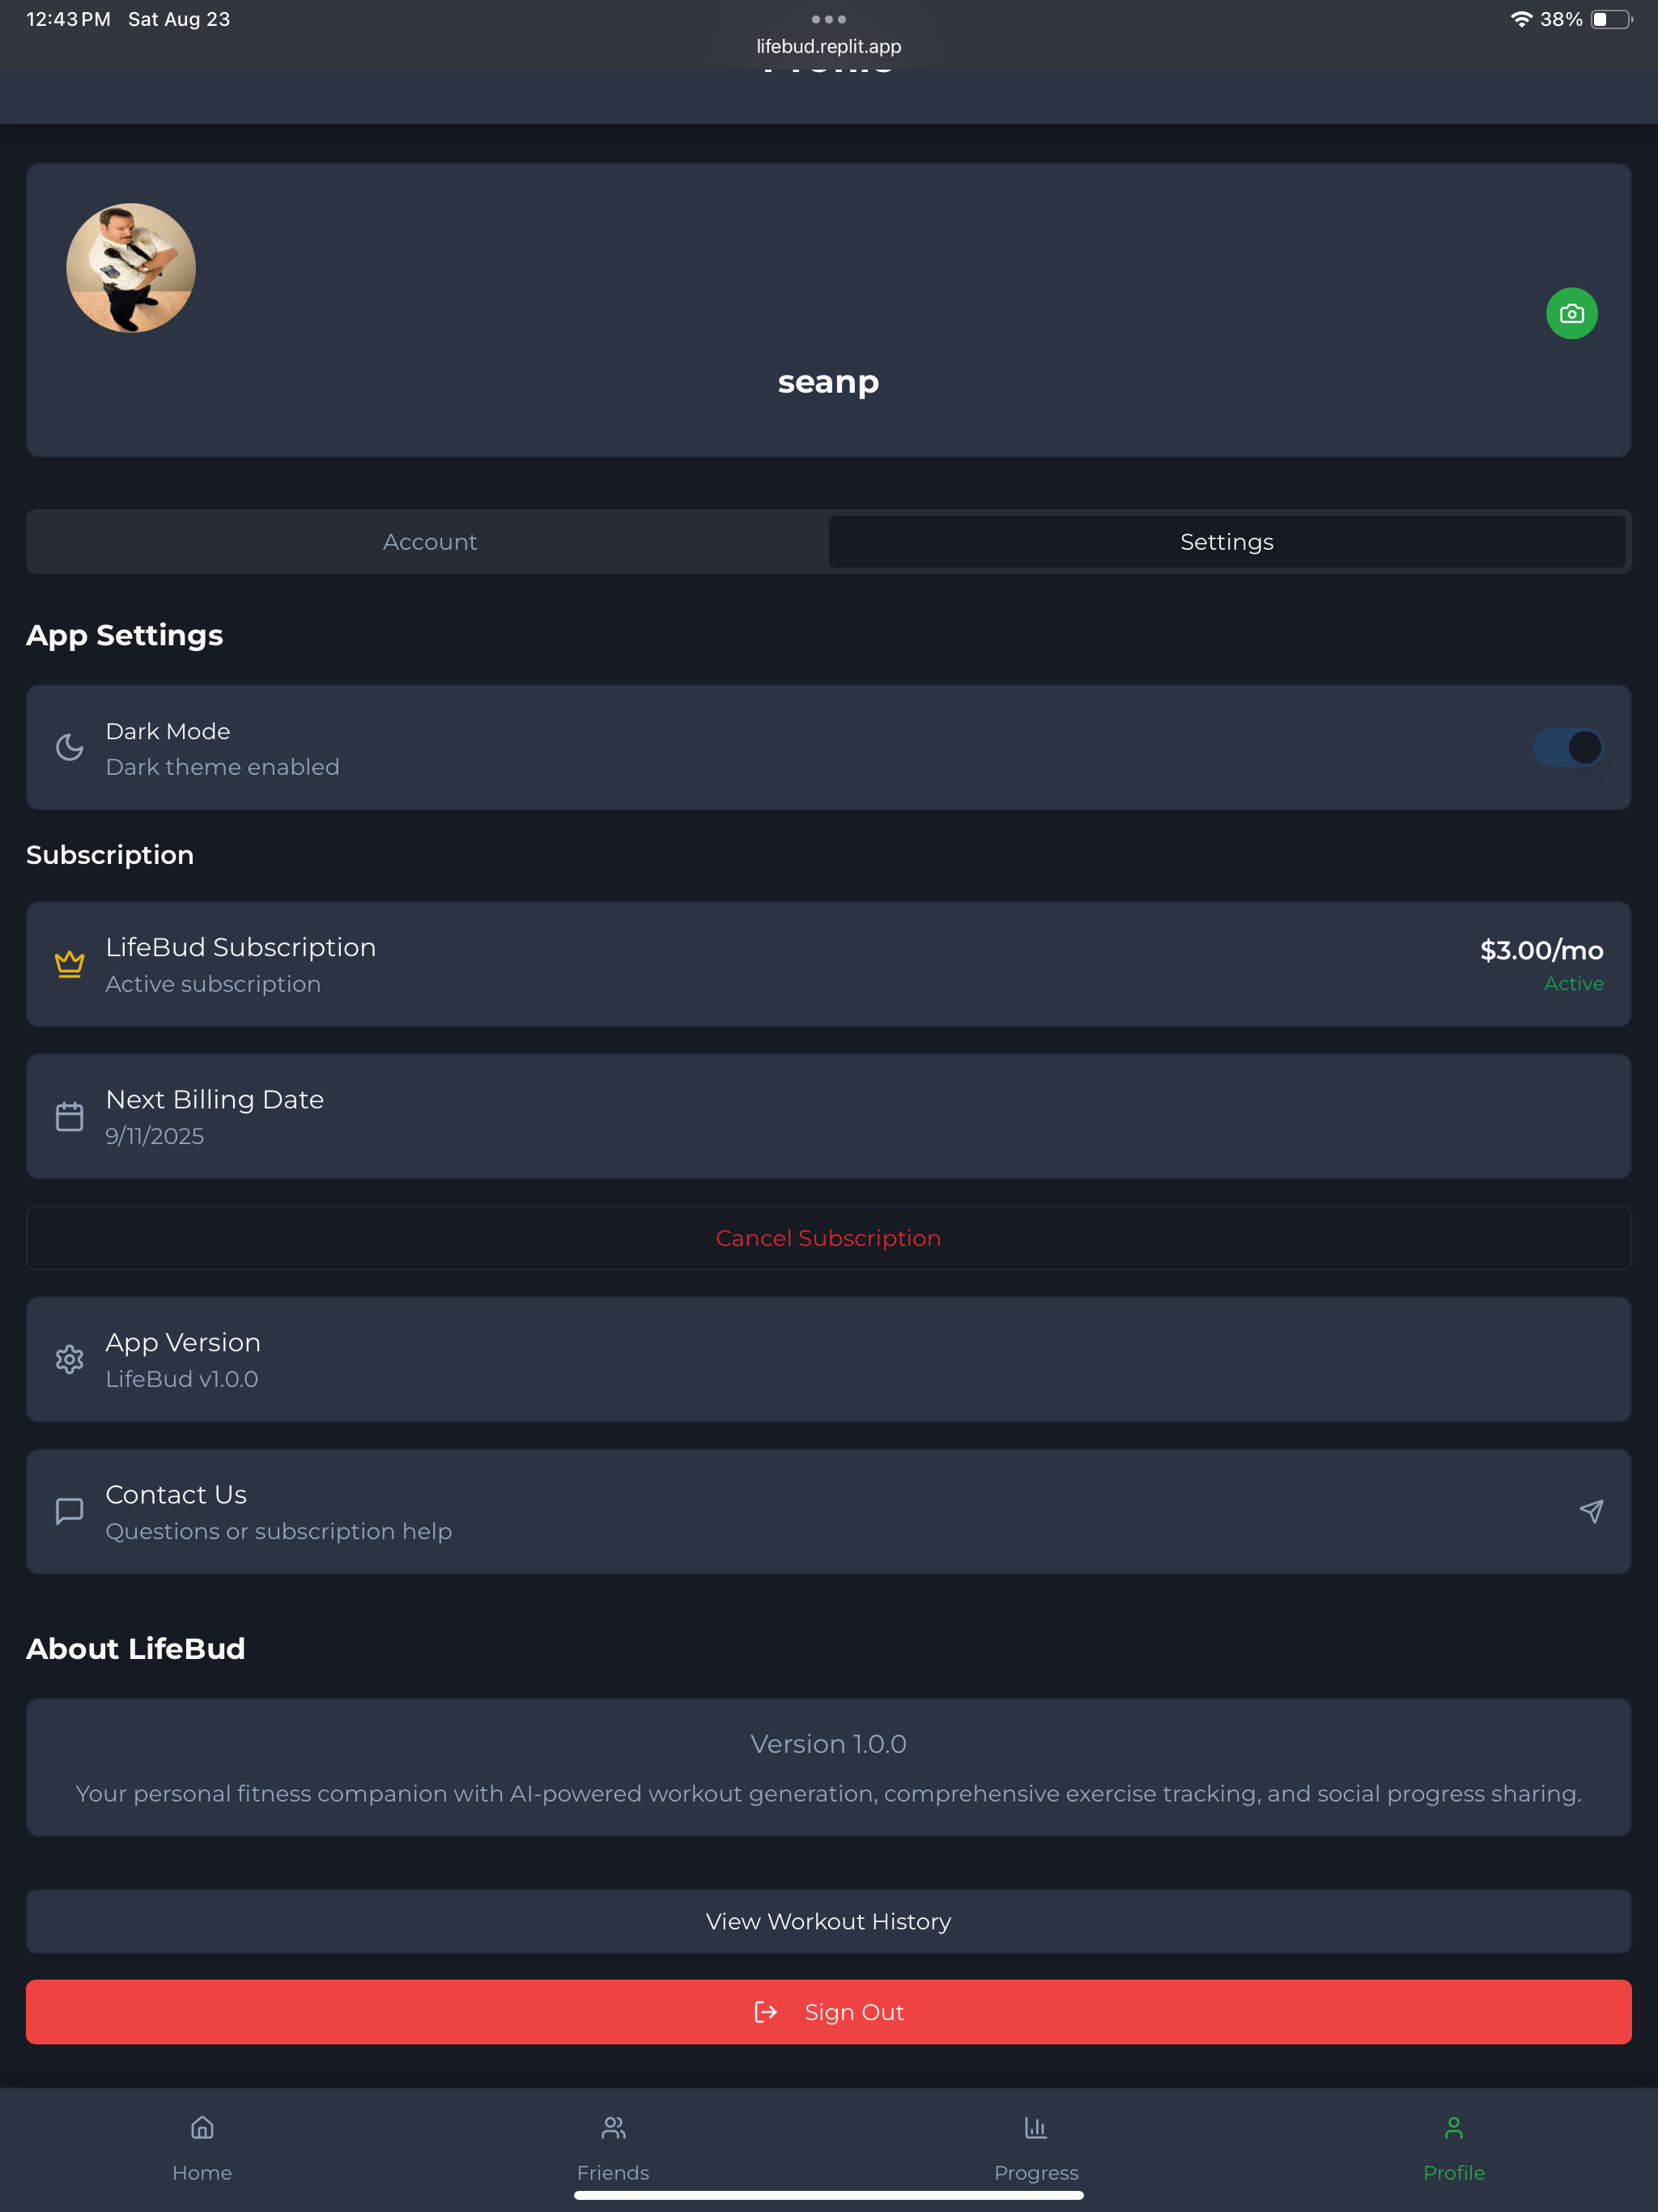 12:43 PM Sat Aug 23
38%
lifebud.replit.app
seanp
Account
Settings
App Settings
Dark Mode
Dark theme enabled
Subscription
LifeBud Subscription
Active subscription
$3.00/mo
Active
Next Billing Date
9/11/2025
Cancel Subscription
App Version
LifeBud v1.0.0
Contact Us
Questions or subscription help
About LifeBud
Version 1.0.0
Your personal fitness companion with AI-powered workout generation, comprehensive exercise tracking, and social progress sharing.
View Workout History
Sign Out
Home
Friends
Progress
Profile